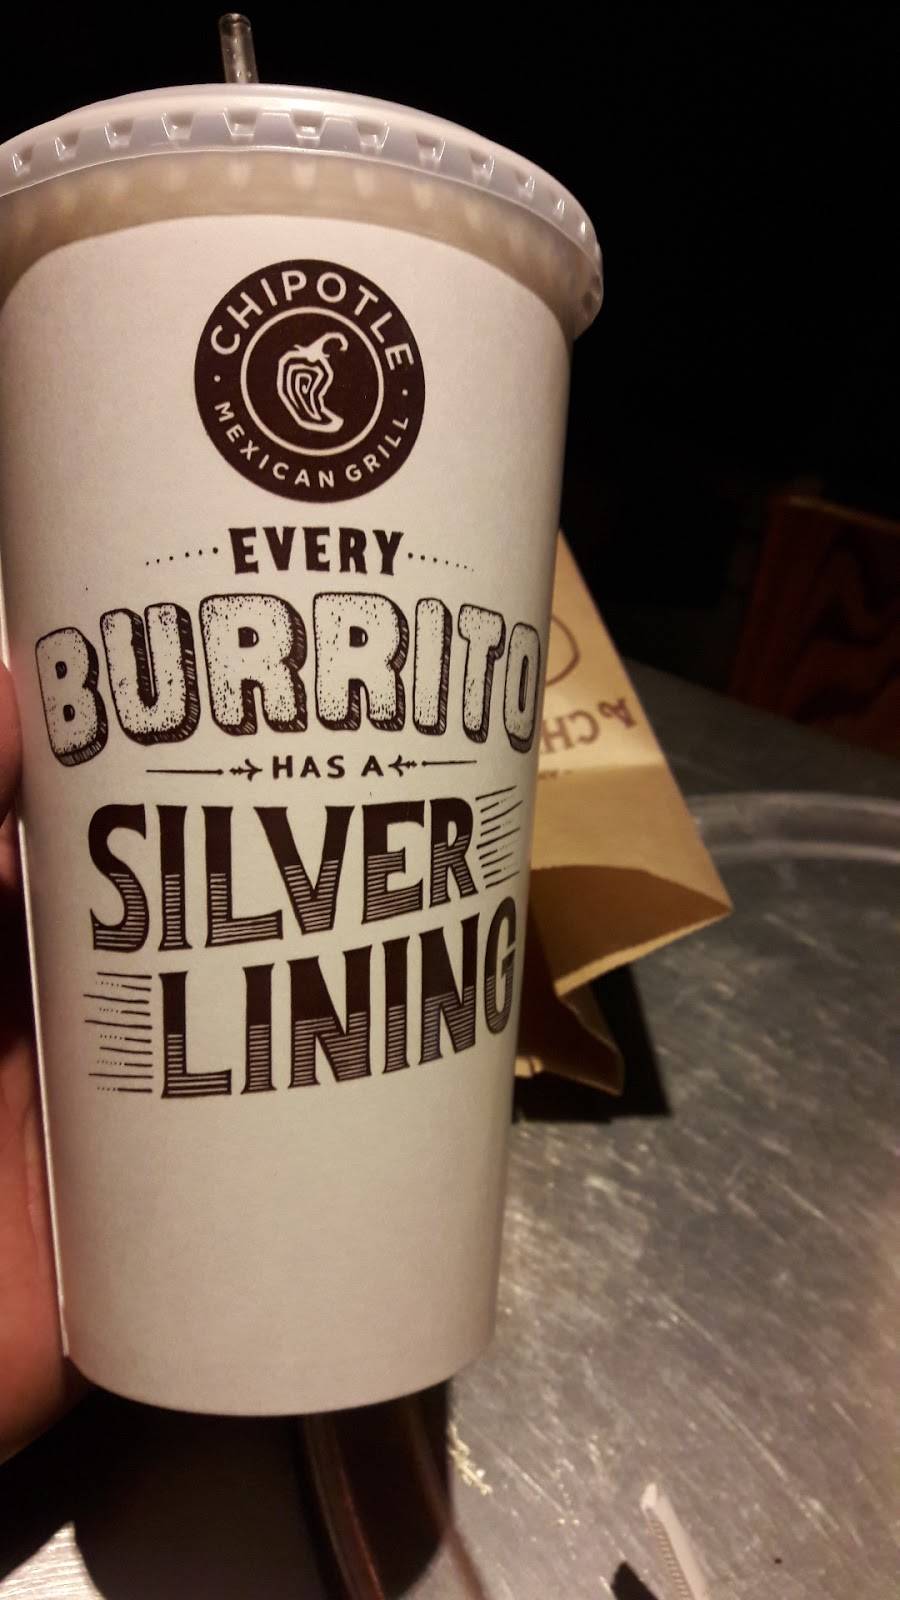 CHIPOTLE
MEXICAN GRILL
EVERY
BURRITO
HAS A
SILVER
LINING